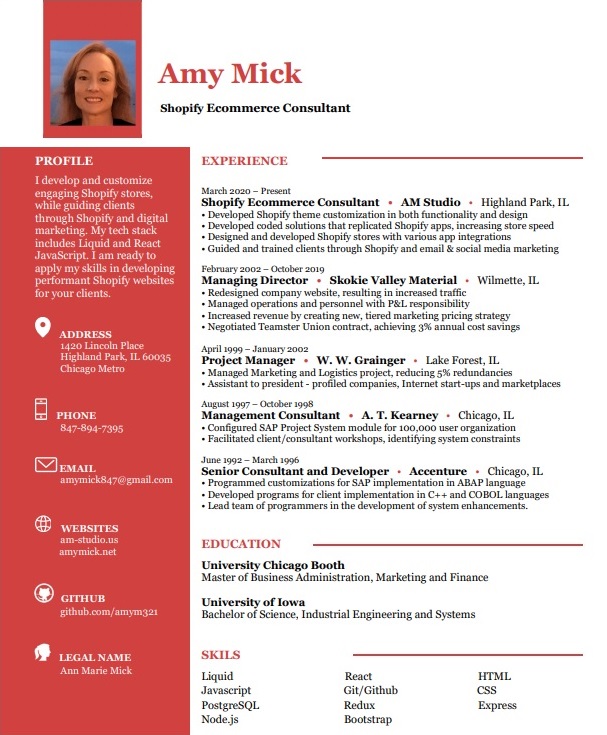 Amy Mick
Shopify Ecommerce Consultant
PROFILE
I develop and customize
engaging Shopify stores,
while guiding clients
through Shopify and digital
marketing. My tech stack
includes Liquid and React
JavaScript. I am ready to
apply my skills in developing
performant Shopify websites
for your clients.
ADDRESS
1420 Lincoln Place
Highland Park, IL 60035
Chicago Metro
PHONE
847-894-7395
EMAIL
amymick847@gmail.com
WEBSITES
am-studio.us
amymick.net
GITHUB
github.com/amym321
LEGAL NAME
Ann Marie Mick
EXPERIENCE
March 2020 – Present
Shopify Ecommerce Consultant • AM Studio • Highland Park, IL
• Developed Shopify theme customization in both functionality and design
• Developed coded solutions that replicated Shopify apps, increasing store speed
• Designed and developed Shopify stores with various app integrations
• Guided and trained clients through Shopify and email & social media marketing
February 2002 – October 2019
Managing Director • Skokie Valley Material • Wilmette, IL
• Redesigned company website, resulting in increased traffic
• Managed operations and personnel with P&L responsibility
• Increased revenue by creating new, tiered marketing pricing strategy
• Negotiated Teamster Union contract, achieving 3% annual cost savings
April 1999 – January 2002
Project Manager • W. W. Grainger • Lake Forest, IL
• Managed Marketing and Logistics project, reducing 5% redundancies
• Assistant to president - profiled companies, Internet start-ups and marketplaces
August 1997 – October 1998
Management Consultant • A. T. Kearney • Chicago, IL
• Configured SAP Project System module for 100,000 user organization
• Facilitated client/consultant workshops, identifying system constraints
June 1992 – March 1996
Senior Consultant and Developer • Accenture • Chicago, IL
• Programmed customizations for SAP implementation in ABAP language
• Developed programs for client implementation in C++ and COBOL languages
• Lead team of programmers in the development of system enhancements.
EDUCATION
University Chicago Booth
Master of Business Administration, Marketing and Finance
University of Iowa
Bachelor of Science, Industrial Engineering and Systems
SKILLS
Liquid React HTML
Javascript Git/Github CSS
PostgreSQL Redux Express
Node.js Bootstrap